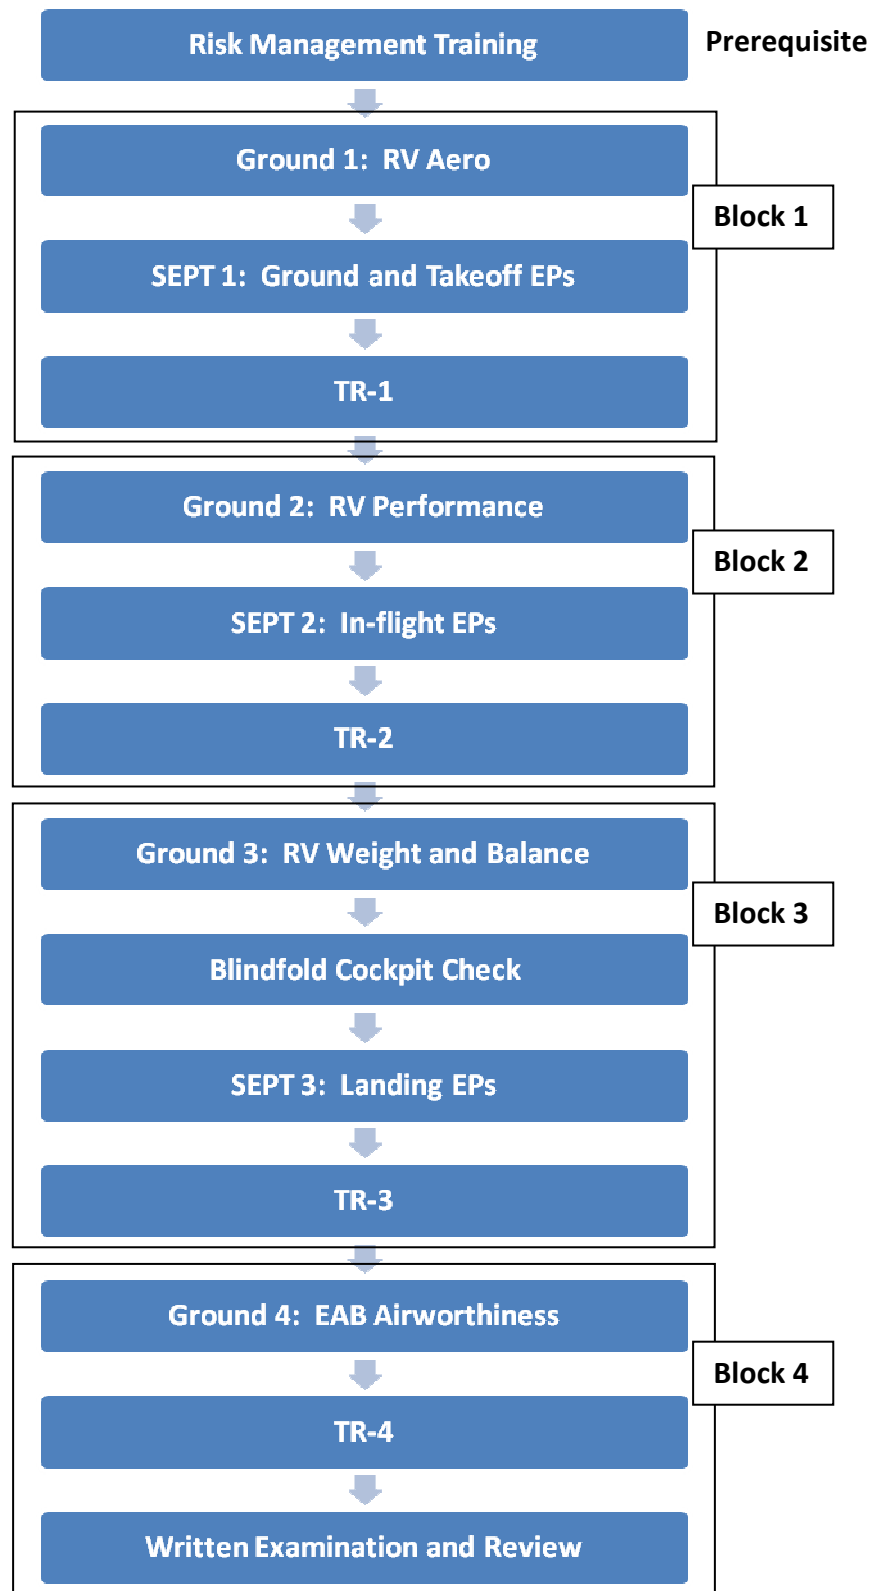 Risk Management Training
Prerequisite
Ground 1: RV Aero
Block 1
SEPT 1: Ground and Takeoff EPs
TR-1
Ground 2: RV Performance
Block 2
SEPT 2: In-flight EPs
TR-2
Ground 3: RV Weight and Balance
Block 3
Blindfold Cockpit Check
SEPT 3: Landing EPs
TR-3
Ground 4: EAB Airworthiness
Block 4
TR-4
Written Examination and Review